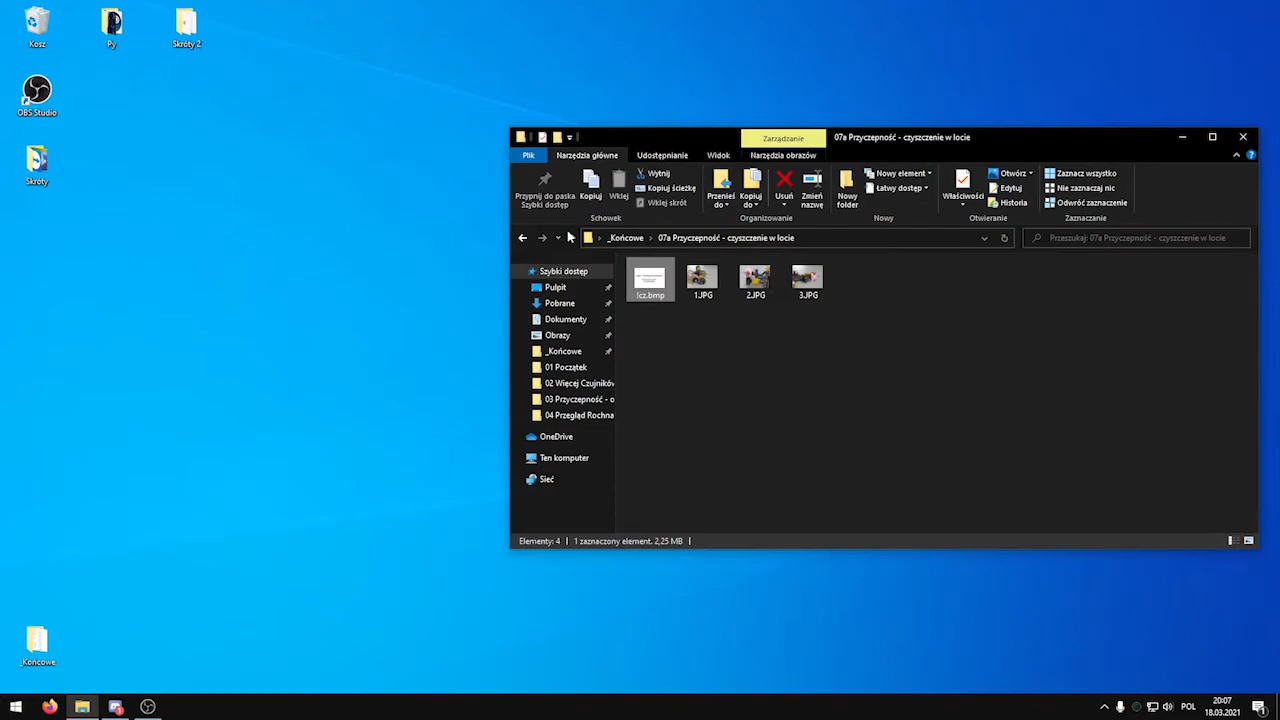 Kosz
Py
Skróty 2
OBS Studio
Skróty
_Końcowe
Zarządzanie
07a Przyczepność - czyszczenie w locie
Plik
Narzędzia główne
Udostępnianie
Widok
Narzędzia obrazów
Przypnij do paska
Szybki dostęp
Kopiuj
Wklej
Wytnij
Kopiuj ścieżkę
Wklej skrót
Schowek
Przenieś
do
Kopiuj
do
Usuń
Zmień
nazwę
Organizowanie
Nowy
folder
Nowy element
Łatwy dostęp
Nowy
Właściwości
Otwórz
Edytuj
Historia
Otwieranie
Zaznacz wszystko
Nie zaznaczaj nic
Odwróć zaznaczenie
Zaznaczanie
_Końcowe
07a Przyczepność - czyszczenie w locie
Przeszukaj: 07a Przyczepność - czyszczenie w locie
Szybki dostęp
Pulpit
Pobrane
Dokumenty
Obrazy
_Końcowe
01 Początek
02 Więcej Czujników
03 Przyczepność - o
04 Przegląd Rochna
OneDrive
Ten komputer
Sieć
!cz.bmp
1.JPG
2.JPG
3.JPG
Elementy: 4
1 zaznaczony element. 2,25 MB
POL
20:07
18.03.2021